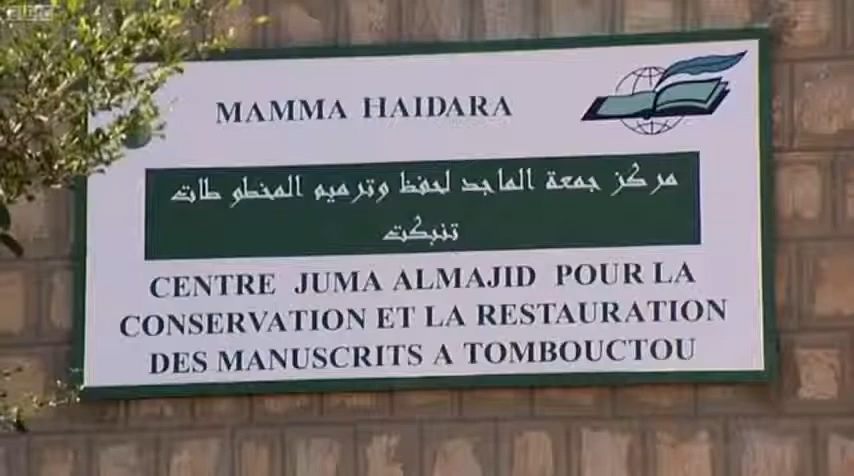 BBC
MAMMA HAIDARA
مركز جمعة الماجد لحفظ وترميم المخطوطات
تنبكت
CENTRE JUMA ALMAJID POUR LA
CONSERVATION ET LA RESTAURATION
DES MANUSCRITS A TOMBOUCTOU